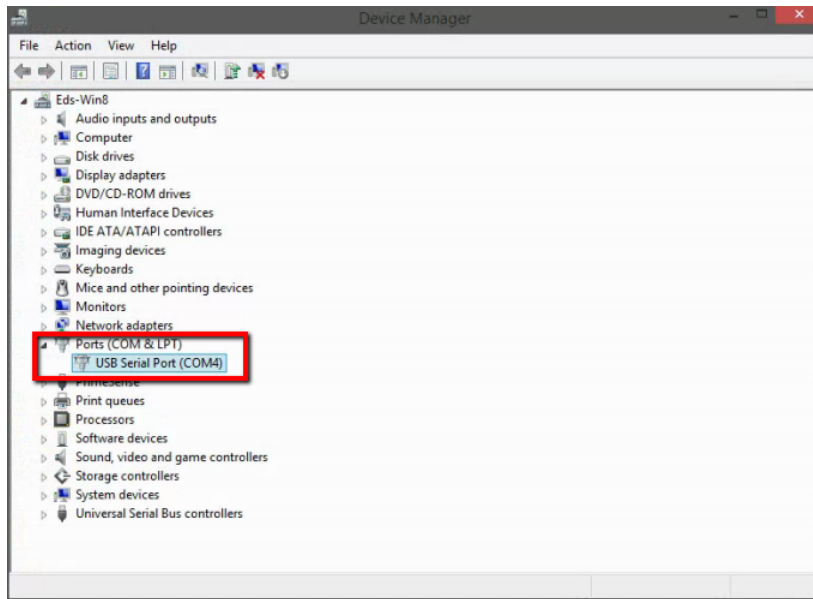 Device Manager
File Action View Help
Eds-Win8
Audio inputs and outputs
Computer
Disk drives
Display adapters
DVD/CD-ROM drives
Human Interface Devices
IDE ATA/ATAPI controllers
Imaging devices
Keyboards
Mice and other pointing devices
Monitors
Network adapters
Ports (COM & LPT)
USB Serial Port (COM4)
PrimeSense
Print queues
Processors
Software devices
Sound, video and game controllers
Storage controllers
System devices
Universal Serial Bus controllers